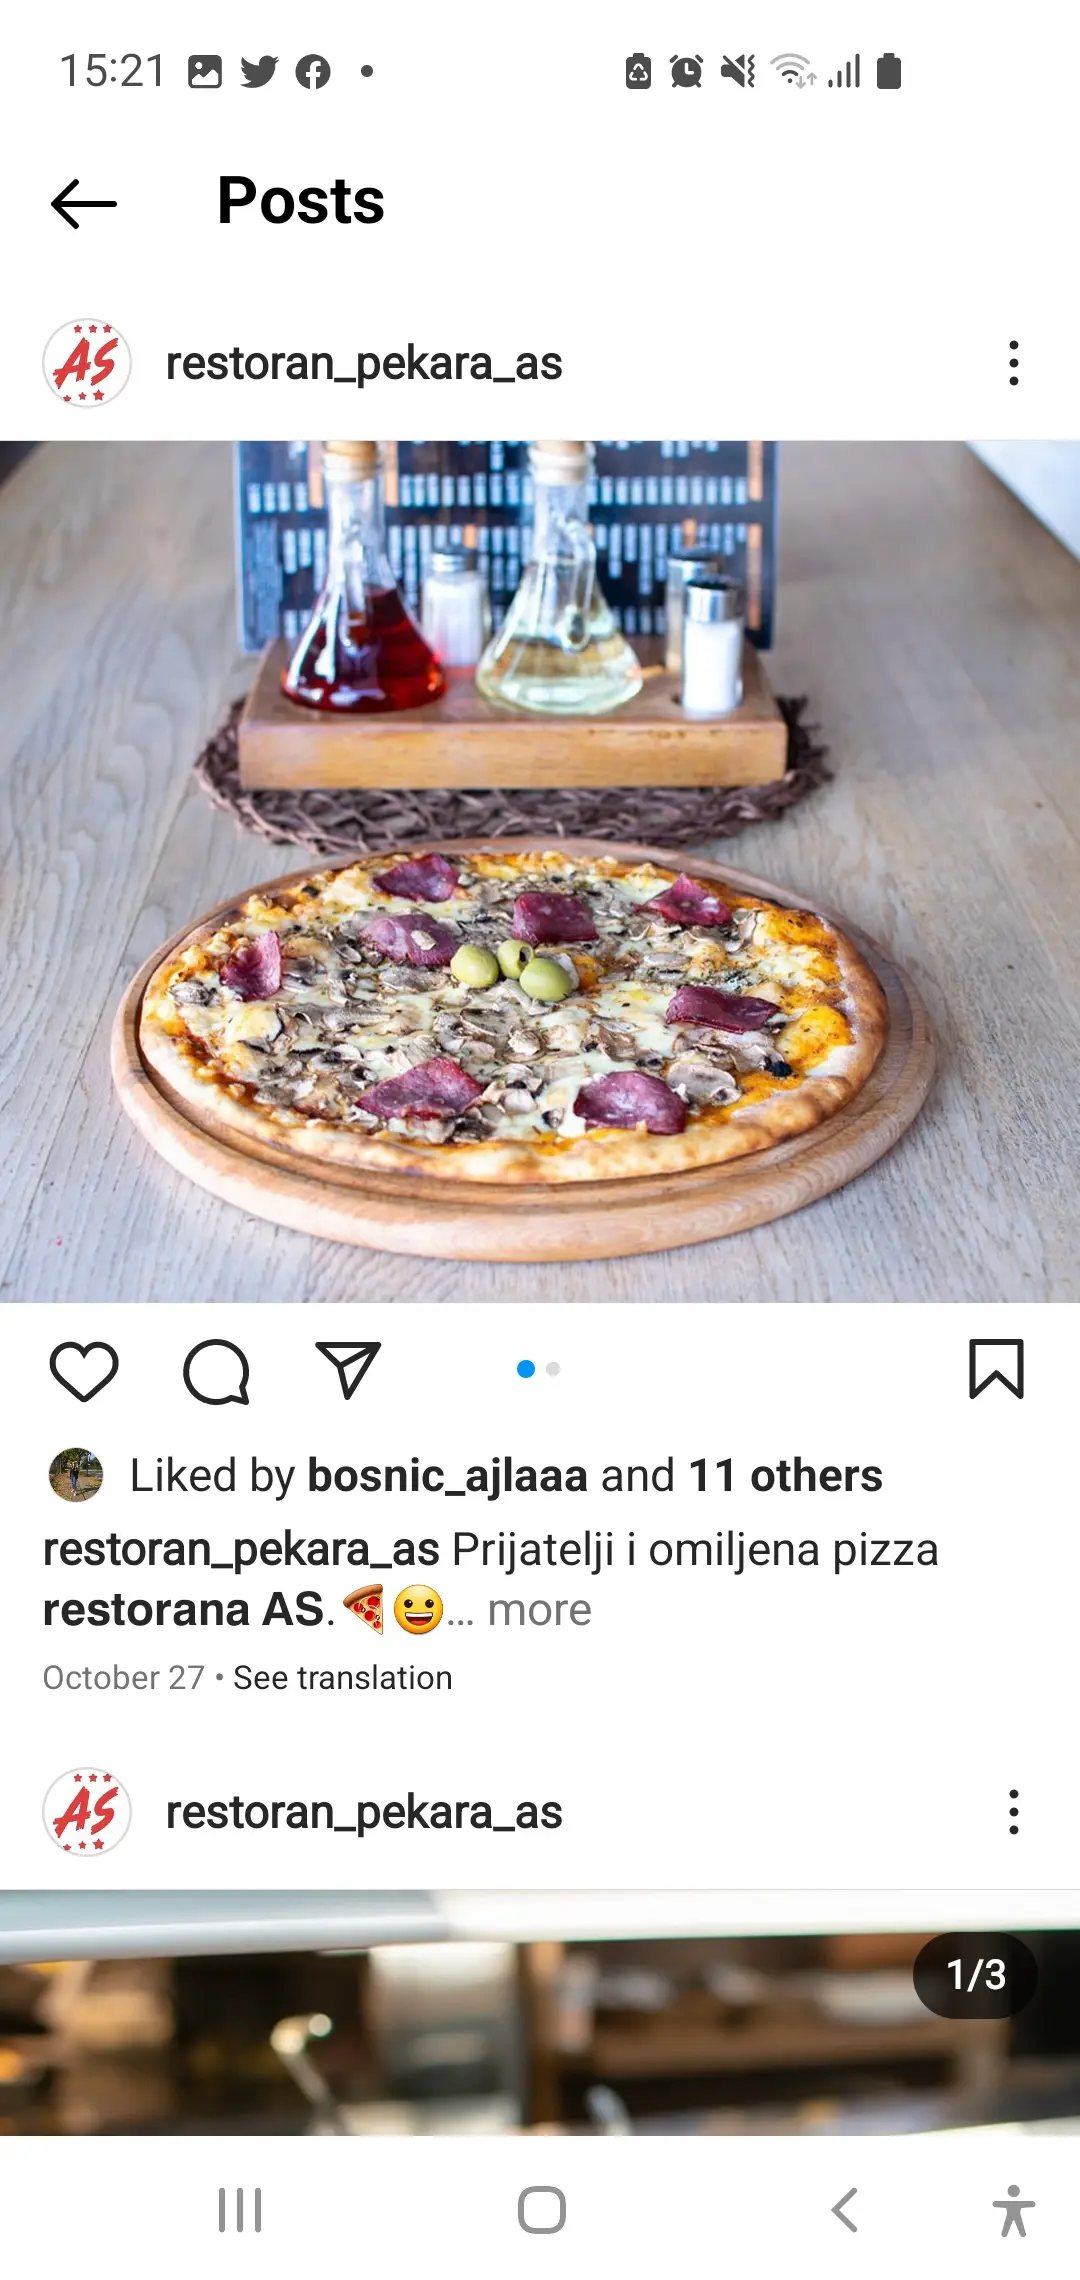 15:21
Posts
AS
restoran_pekara_as
Liked by bosnic_ajlaaa and 11 others
restoran_pekara_as Prijatelji i omiljena pizza
restorana AS.🍕😀... more
October 27 • See translation
AS
restoran_pekara_as
1/3